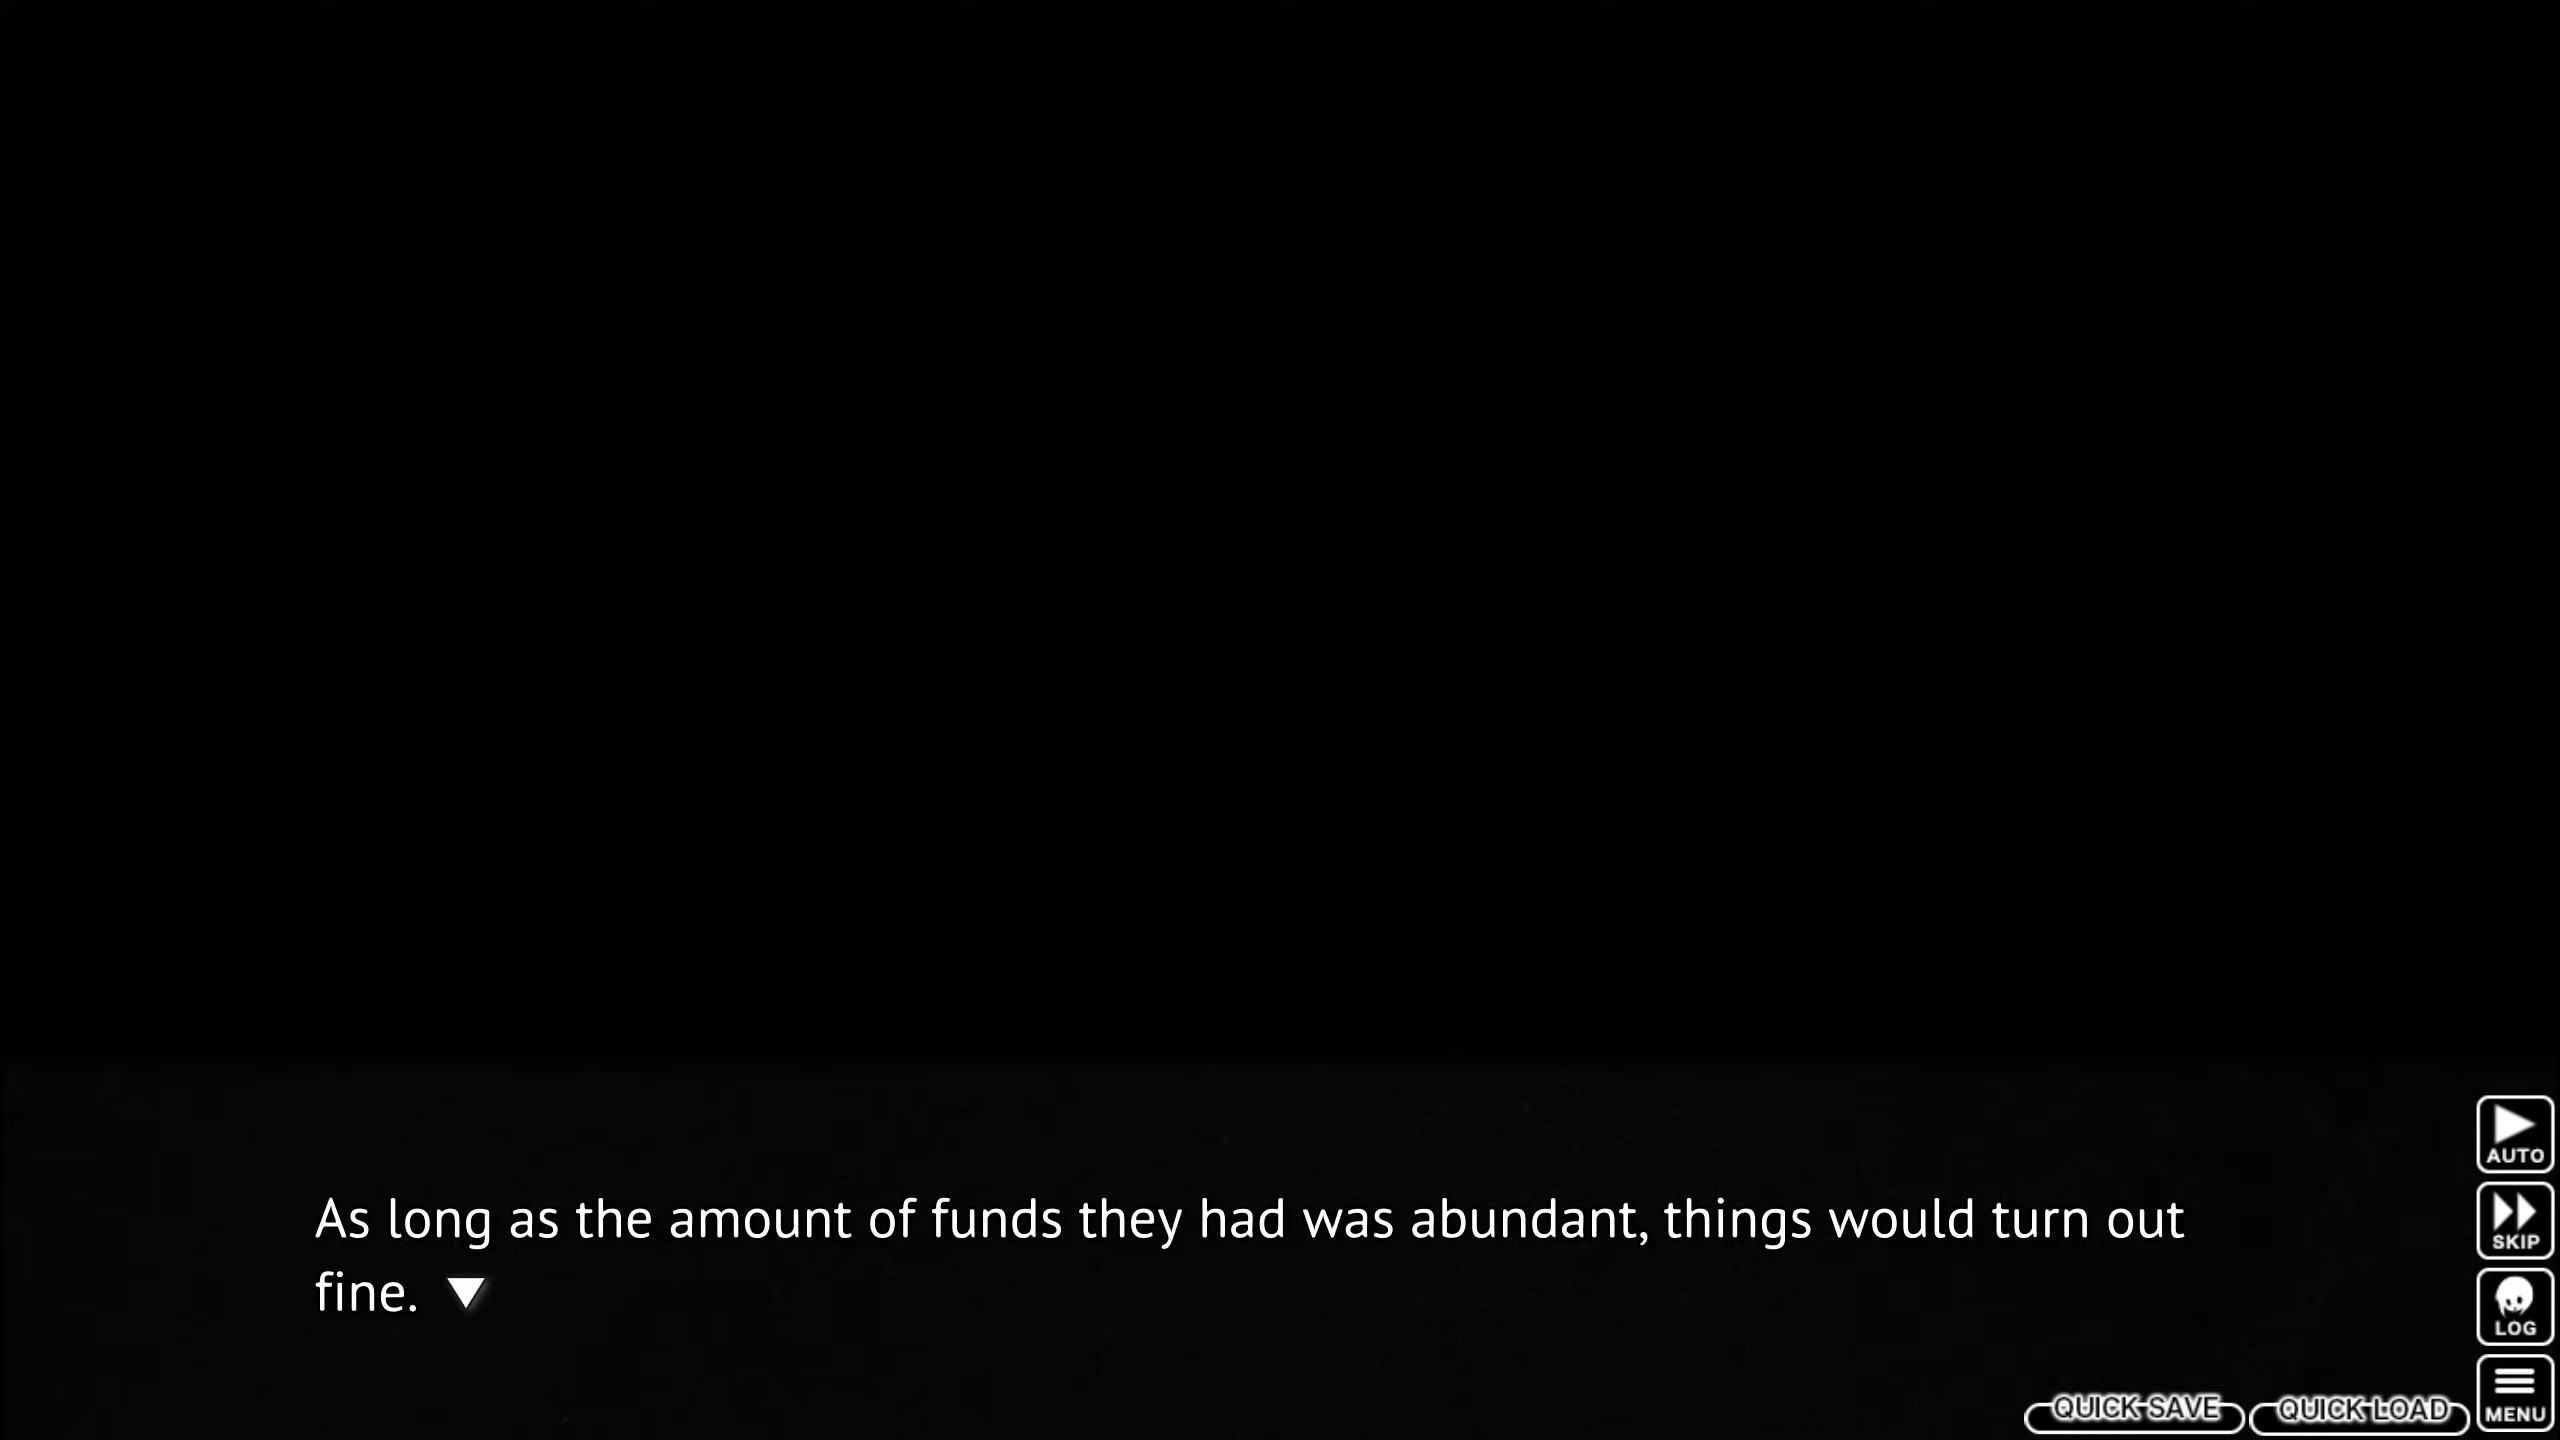 As long as the amount of funds they had was abundant, things would turn out
fine.
AUTO
SKIP
LOG
MENU
QUICK SAVE
QUICK LOAD